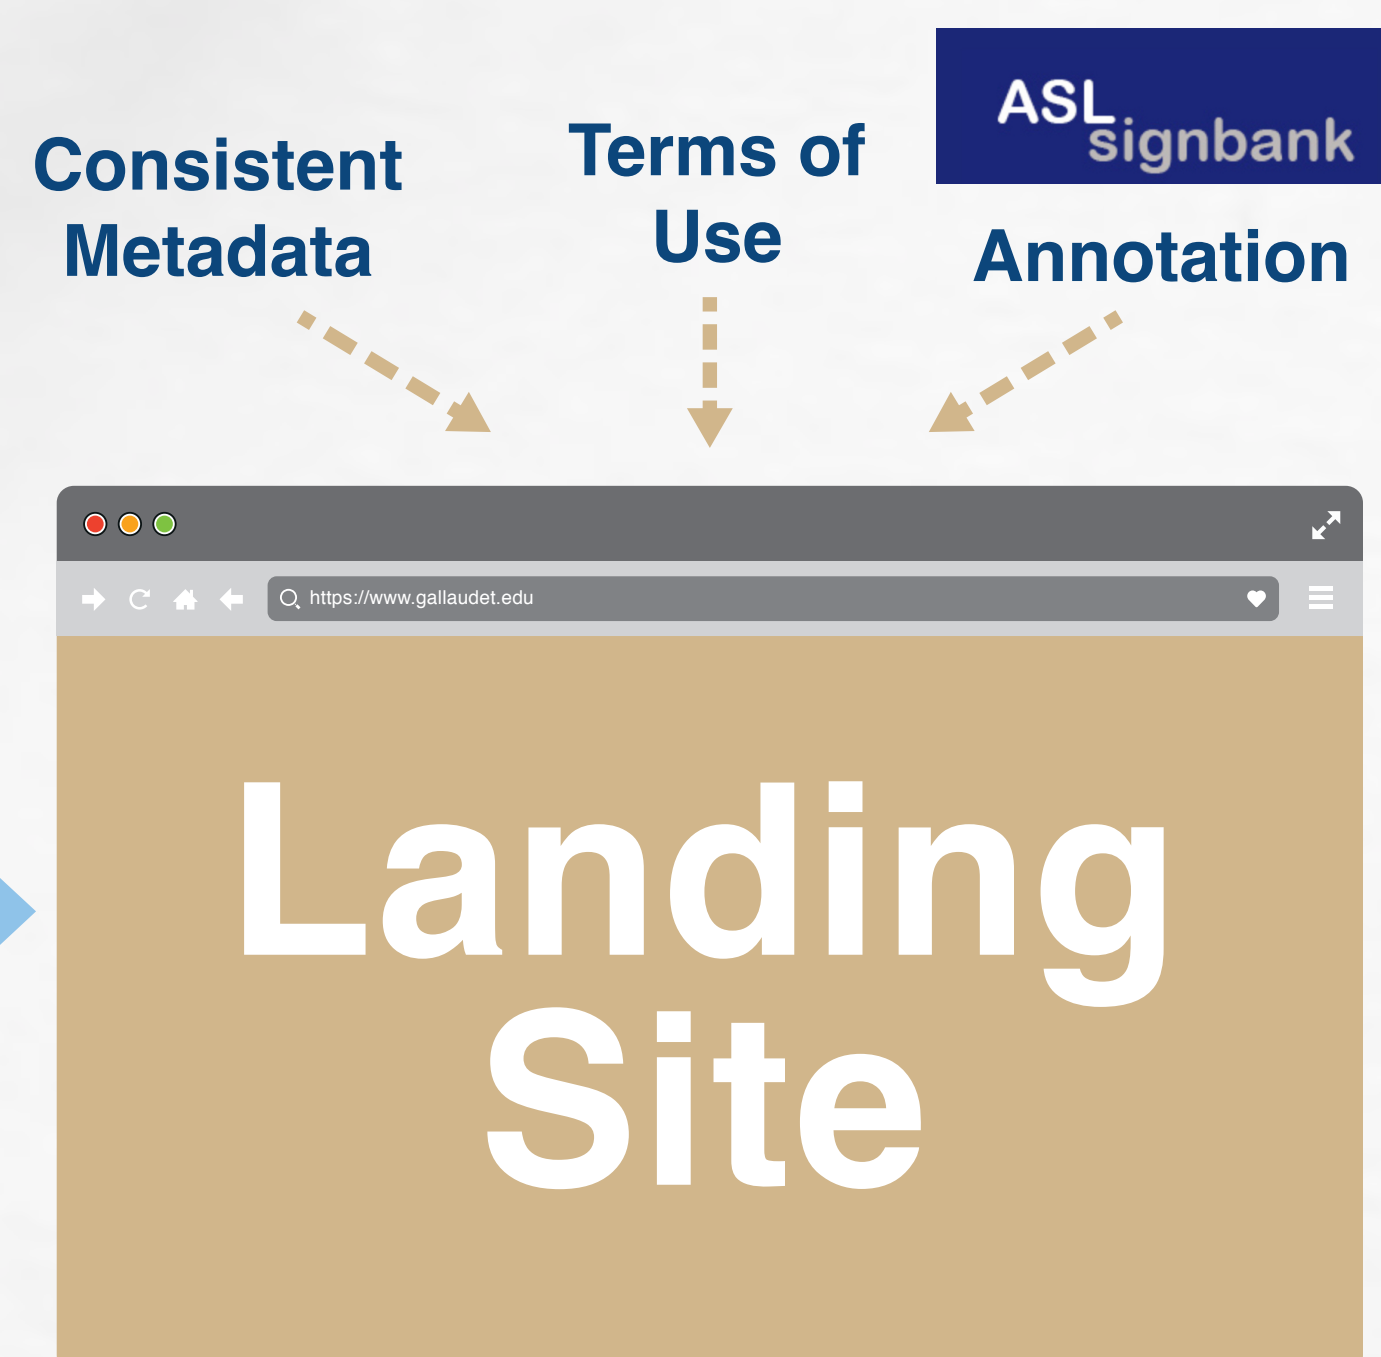 Consistent
Metadata
Terms of
Use
ASL
signbank
Annotation
https://www.gallaudet.edu
Landing
Site